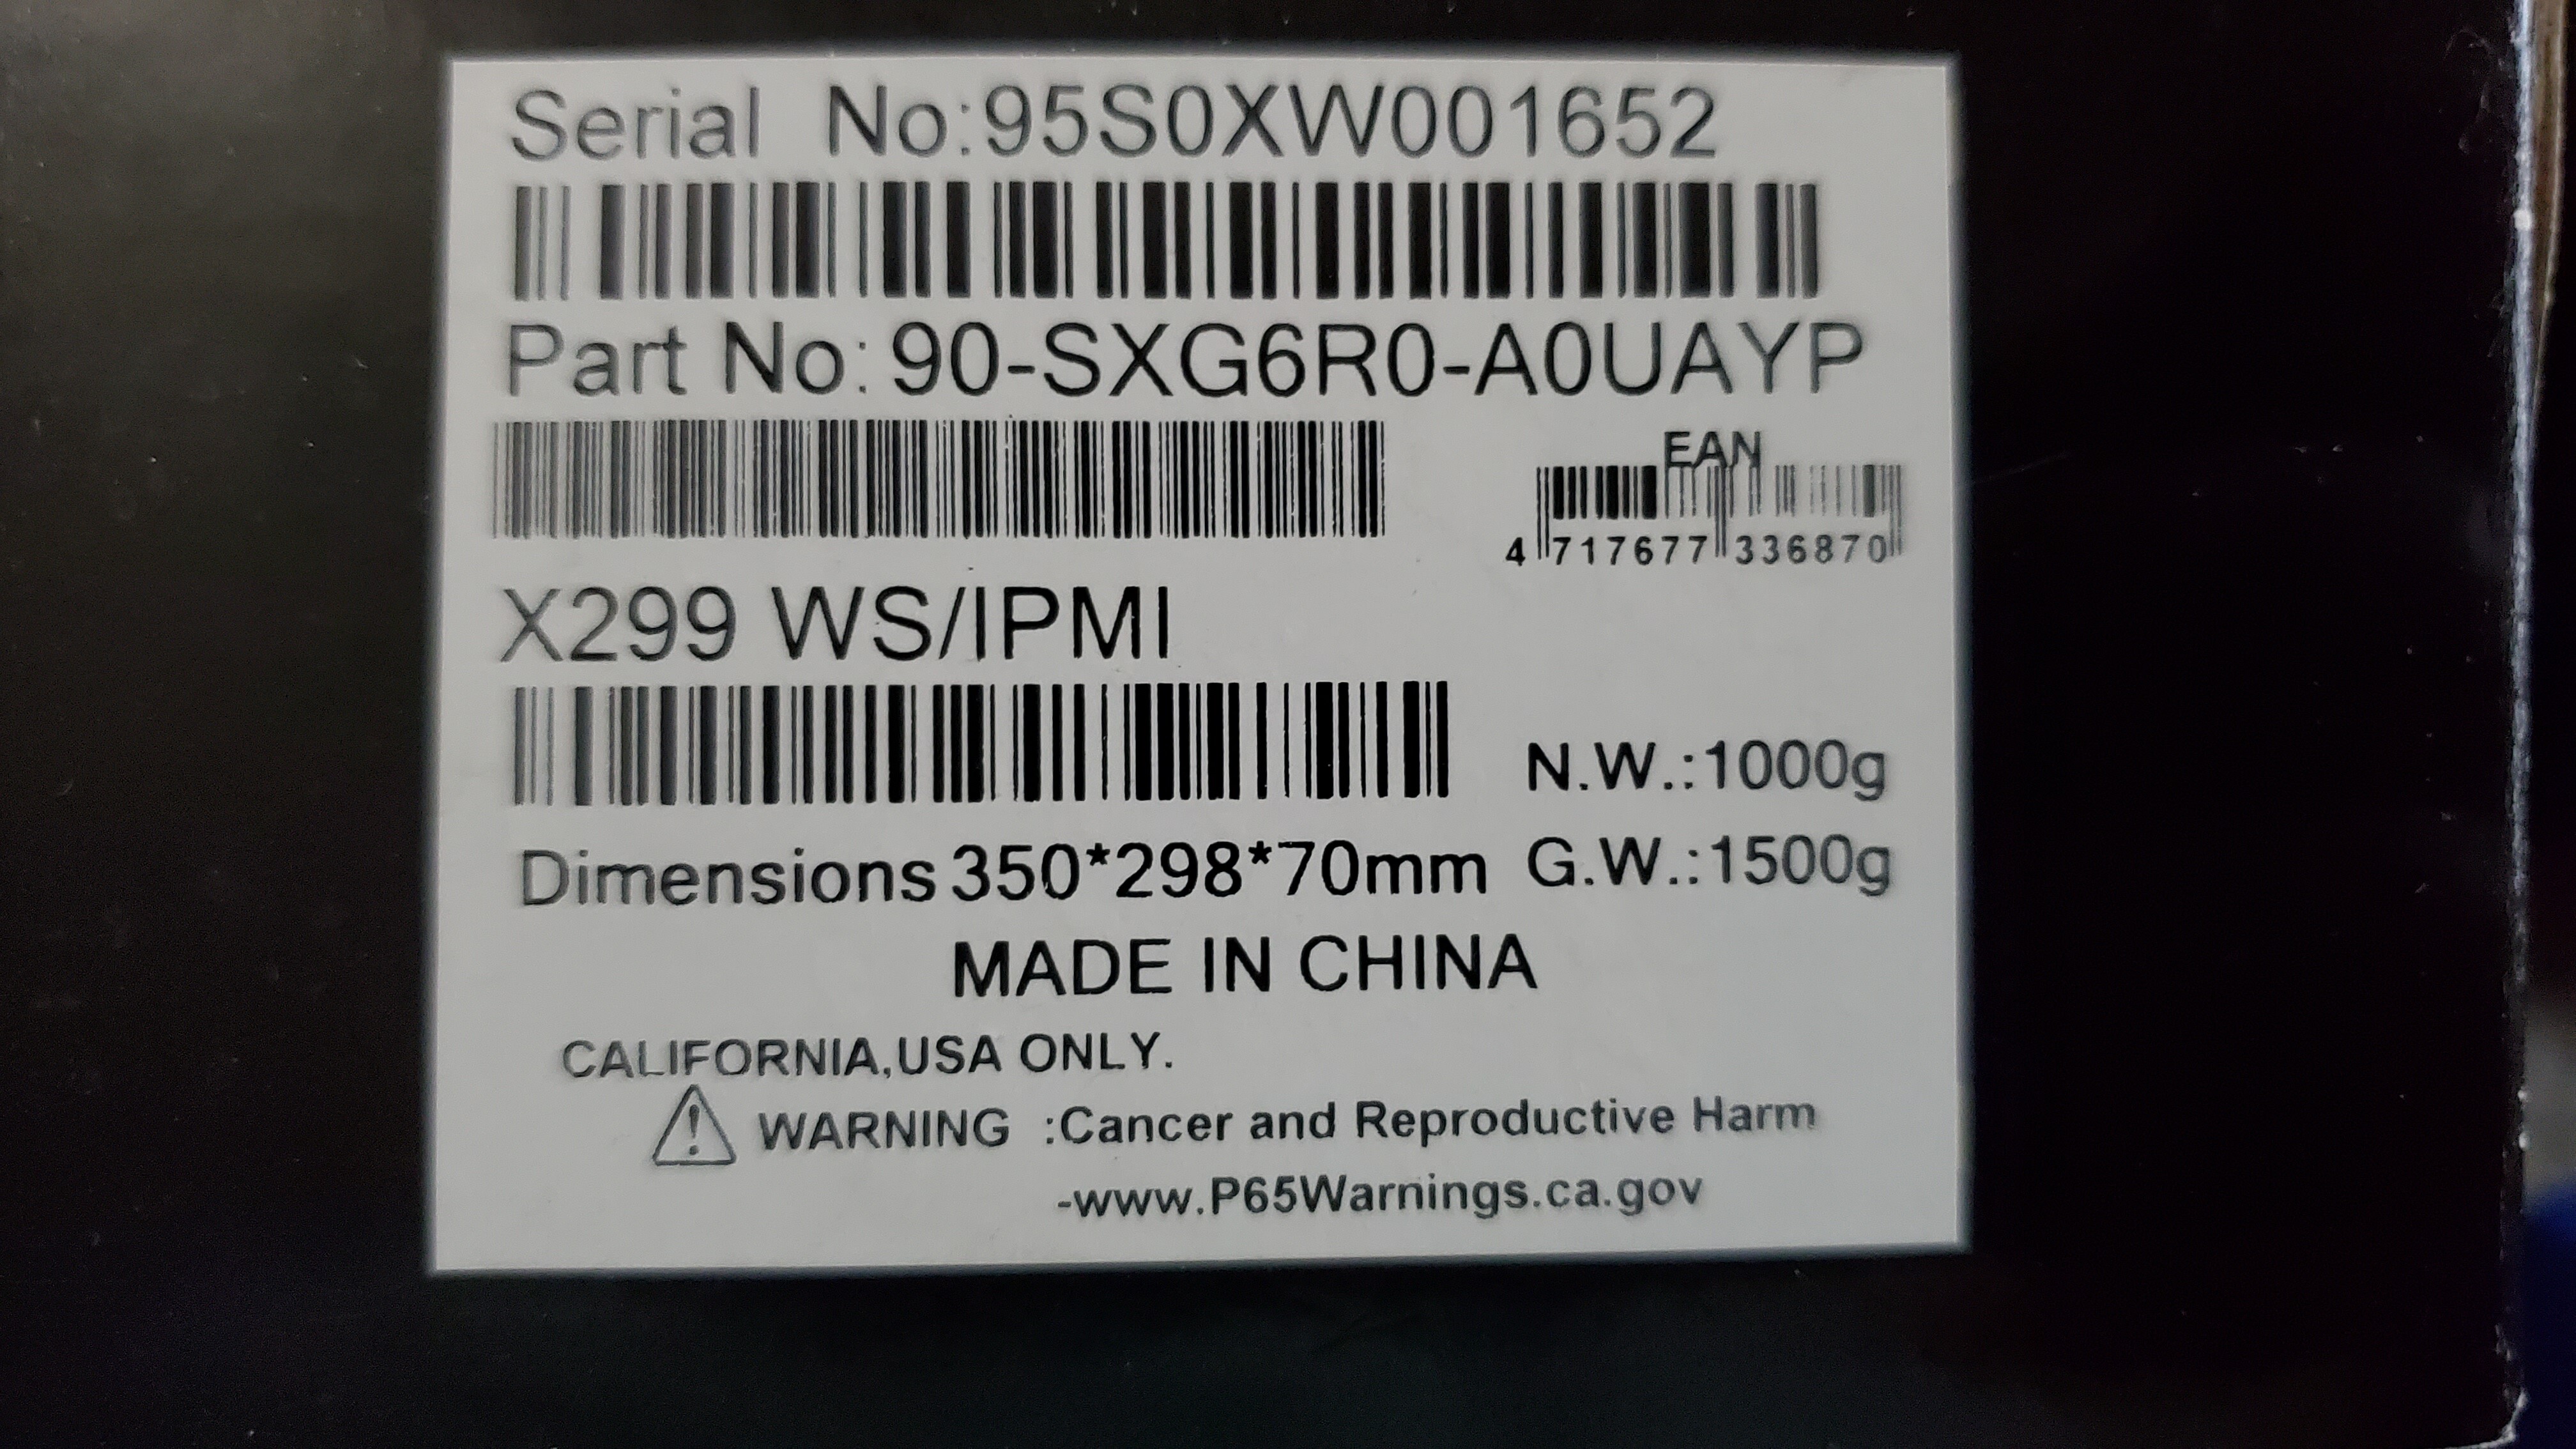 Serial No:95S0XW001652
Part No: 90-SXG6R0-A0UAYP
EAN
4 717677 336870
X299 WS/IPMI
N.W.:1000g
Dimensions 350*298*70mm G.W.:1500g
MADE IN CHINA
CALIFORNIA,USA ONLY.
WARNING :Cancer and Reproductive Harm
-www.P65Warnings.ca.gov